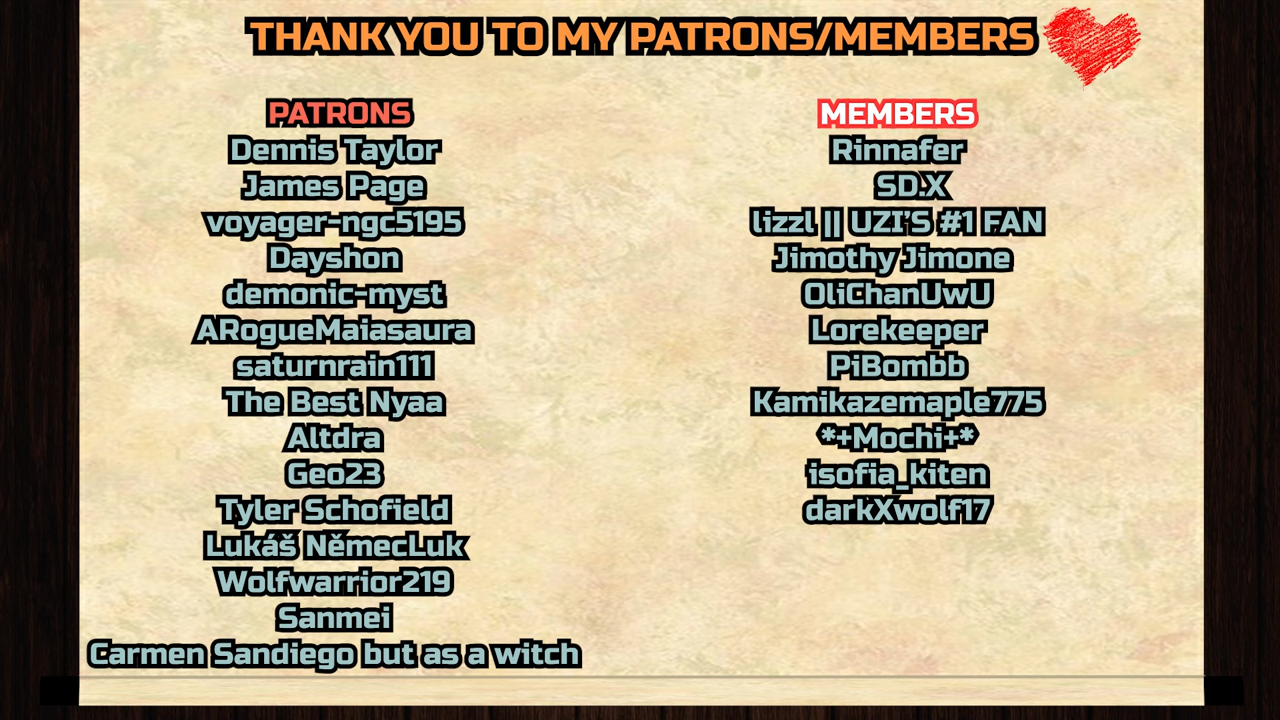 THANK YOU TO MY PATRONS/MEMBERS
PATRONS
Dennis Taylor
James Page
voyager-ngc5195
Dayshon
demonic-myst
ARogueMaiasaura
saturnrain111
The Best Nyaa
Altdra
Geo23
Tyler Schofield
Lukáš NěmecLuk
Wolfwarrior219
Sanmei
Carmen Sandiego but as a witch
MEMBERS
Rinnafer
SD.X
lizzl || UZI'S #1 FAN
Jimothy Jimone
OliChanUwU
Lorekeeper
PiBombb
Kamikazemaple775
*+Mochi+*
isofia_kiten
darkXwolf17